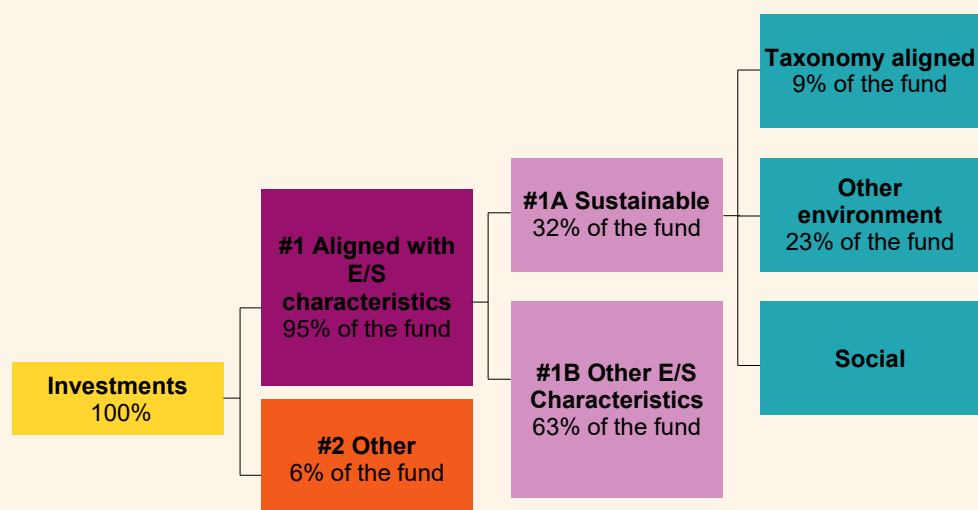 Investments
100%
#1 Aligned with
E/S
characteristics
95% of the fund
#2 Other
6% of the fund
#1A Sustainable
32% of the fund
#1B Other E/S
Characteristics
63% of the fund
Taxonomy aligned
9% of the fund
Other
environment
23% of the fund
Social